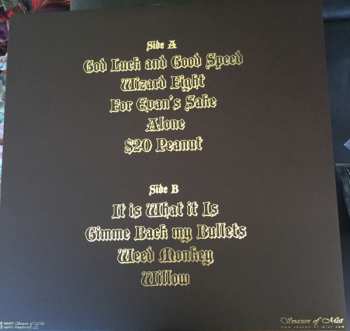 Side A
God Luck and Good Speed
Wizard Fight
For Evan's Sake
Alone
$20 Peanut
Side B
It is What it Is
Gimme Back my Bullets
Weed Monkey
Willow
Season of Mist